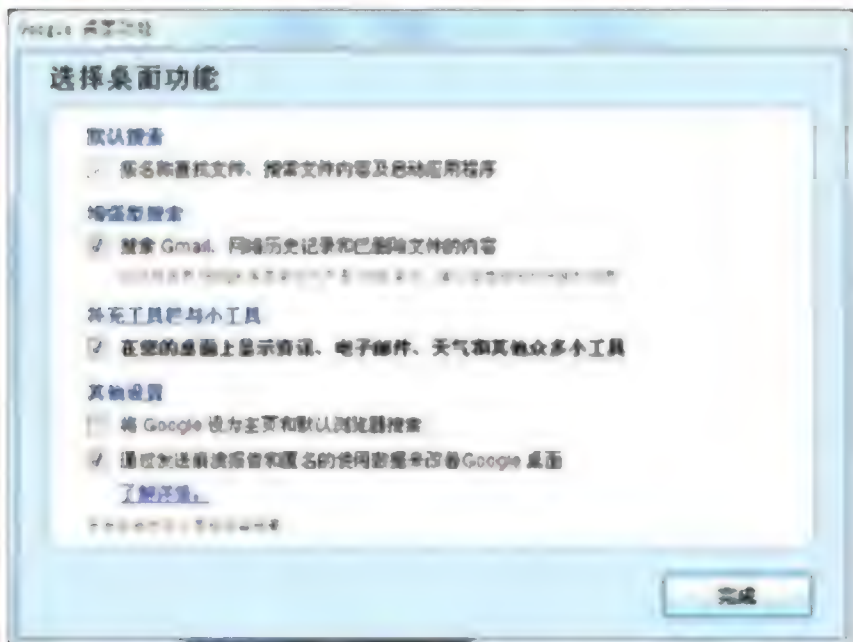 Google 桌面功能
选择桌面功能
默认搜索
按名称查找文件、搜索文件内容及启动应用程序
增强型搜索
搜索 Gmail、网络历史记录和已删除文件的内容
补充工具栏与小工具
在您的桌面上显示资讯、电子邮件、天气和其他众多小工具
其他设置
将 Google 设为主页和默认浏览器搜索
通过发送崩溃报告和匿名的使用数据来改善Google 桌面
了解详情。
完成